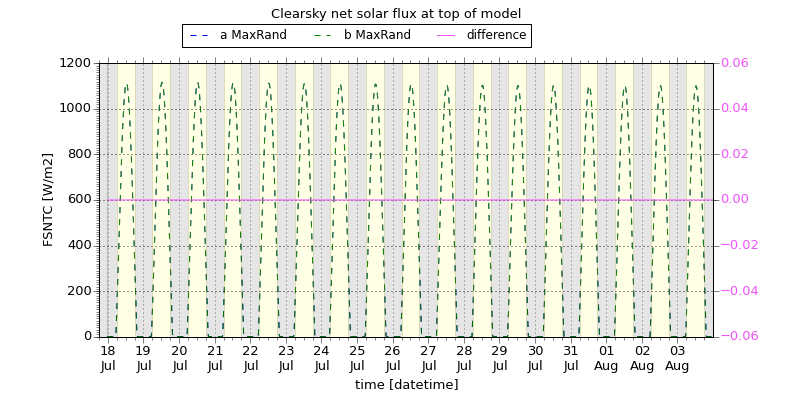 Clearsky net solar flux at top of model
a MaxRand b MaxRand difference
FSNTC [W/m2]
1200
1000
800
600
400
200
0
0.06
0.04
0.02
0.00
−0.02
−0.04
−0.06
18 19 20 21 22 23 24 25 26 27 28 29 30 31 01 02 03
Jul Jul Jul Jul Jul Jul Jul Jul Jul Jul Jul Jul Jul Jul Aug Aug Aug
time [datetime]